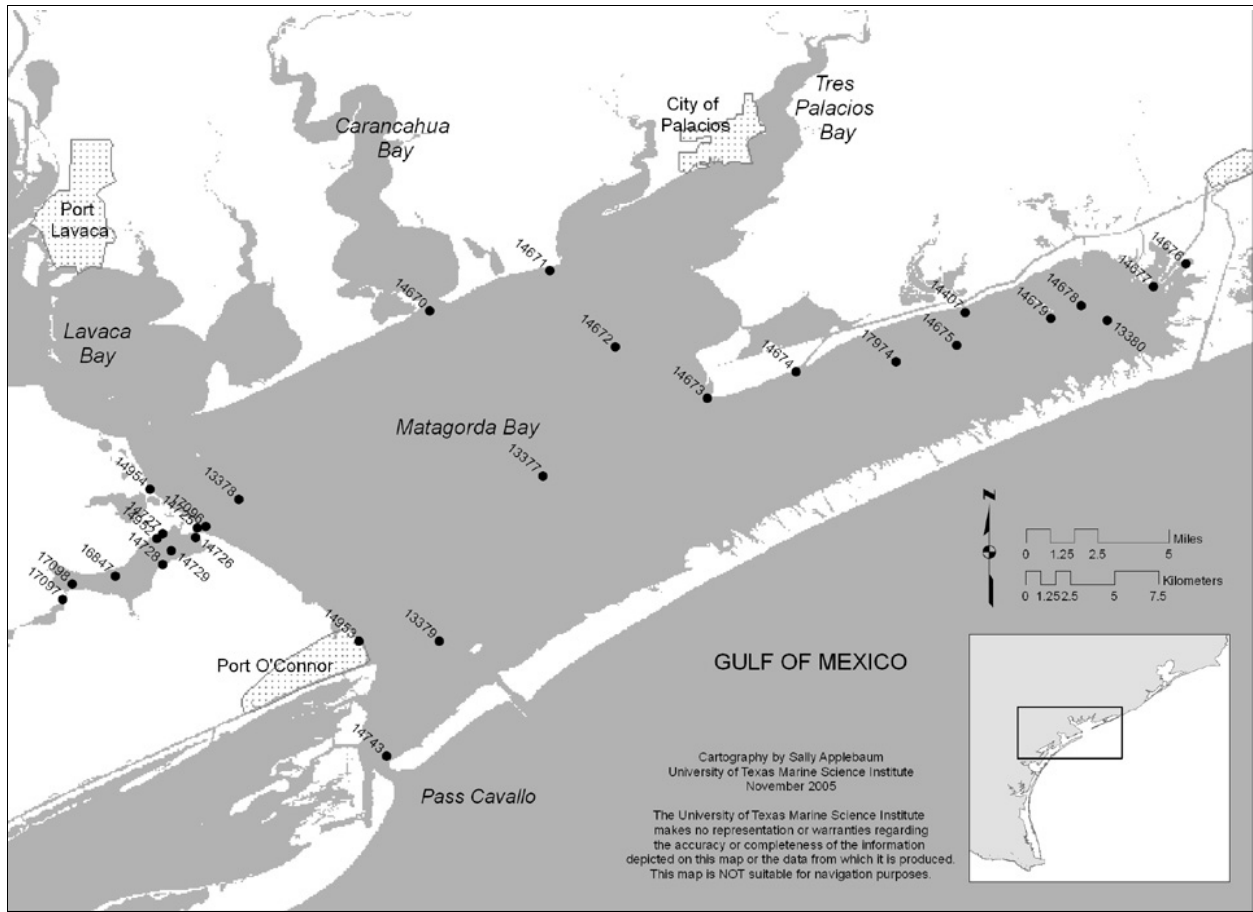 Tres
Palacios
Bay
City of
Palacios
Carancahua
Bay
Port
Lavaca
14671
14676
14677
14670
14407
14678
14679
13380
Lavaca
Bay
14672
14675
17974
14674
14673
Matagorda Bay
13377
14954
13378
17096
14725
14727
14952
14726
14728
14729
16847
17098
17097
N
0 1.25 2.5 5 Miles
Kilometers
0 1.25 2.5 5 7.5
14953
13379
Port O'Connor
GULF OF MEXICO
14743
Pass Cavallo
Cartography by Sally Applebaum
University of Texas Marine Science Institute
November 2005
The University of Texas Marine Science Institute
makes no representation or warranties regarding
the accuracy or completeness of the information
depicted on this map or the data from which it is produced.
This map is NOT suitable for navigation purposes.